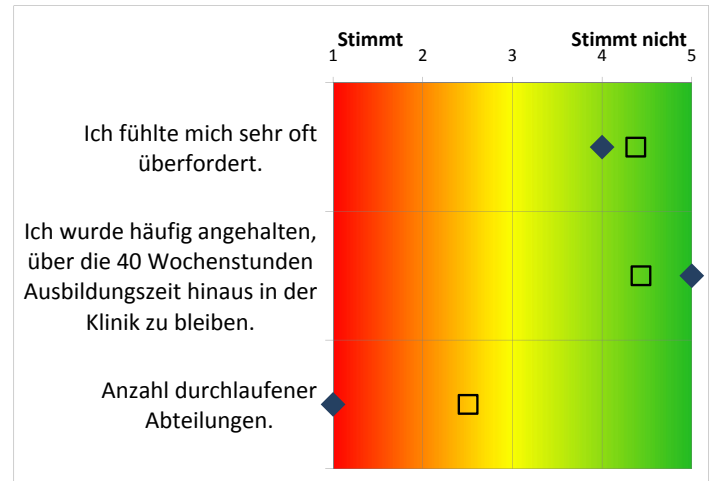 Stimmt Stimmt nicht
1 2 3 4 5
Ich fühlte mich sehr oft
überfordert.
Ich wurde häufig angehalten,
über die 40 Wochenstunden
Ausbildungszeit hinaus in der
Klinik zu bleiben.
Anzahl durchlaufener
Abteilungen.